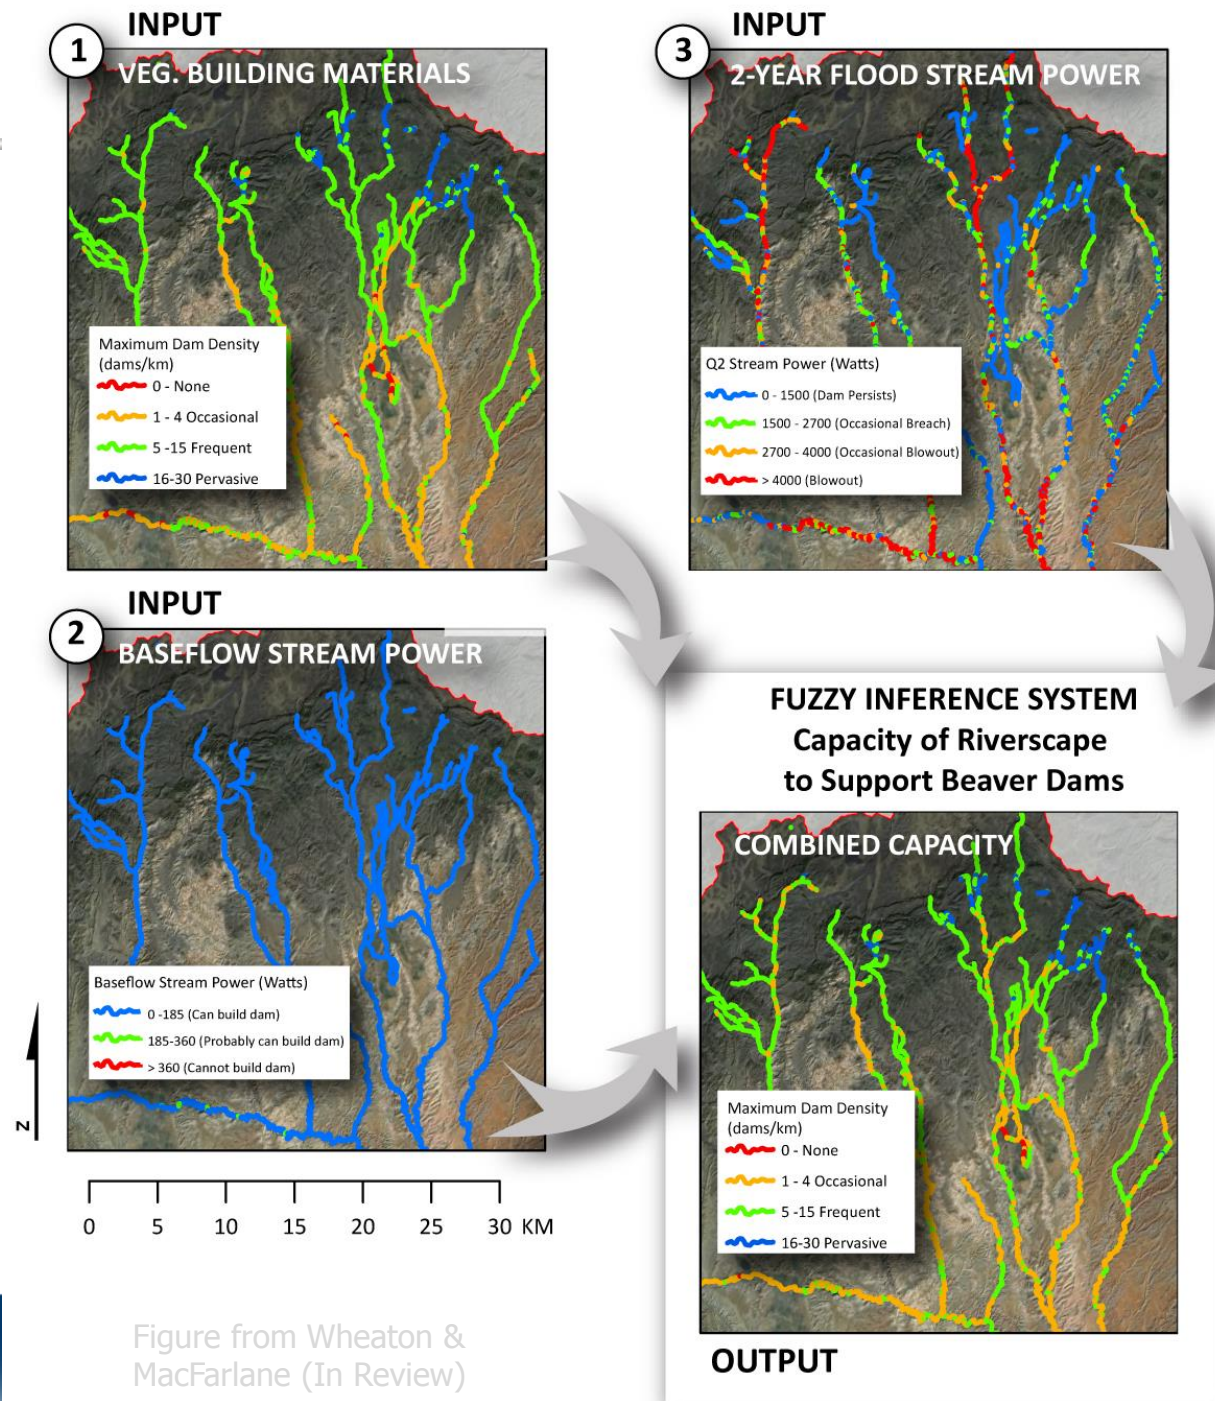 INPUT
1
VEG. BUILDING MATERIALS
Maximum Dam Density
(dams/km)
0 - None
1 - 4 Occasional
5 -15 Frequent
16-30 Pervasive
INPUT
3
2-YEAR FLOOD STREAM POWER
Q2 Stream Power (Watts)
0 - 1500 (Dam Persists)
1500 - 2700 (Occasional Breach)
2700 - 4000 (Occasional Blowout)
> 4000 (Blowout)
INPUT
2
BASEFLOW STREAM POWER
Baseflow Stream Power (Watts)
0 -185 (Can build dam)
185-360 (Probably can build dam)
> 360 (Cannot build dam)
N
0 5 10 15 20 25 30 KM
FUZZY INFERENCE SYSTEM
Capacity of Riverscape
to Support Beaver Dams
COMBINED CAPACITY
Maximum Dam Density
(dams/km)
0 - None
1 - 4 Occasional
5 -15 Frequent
16-30 Pervasive
OUTPUT
Figure from Wheaton &
MacFarlane (In Review)